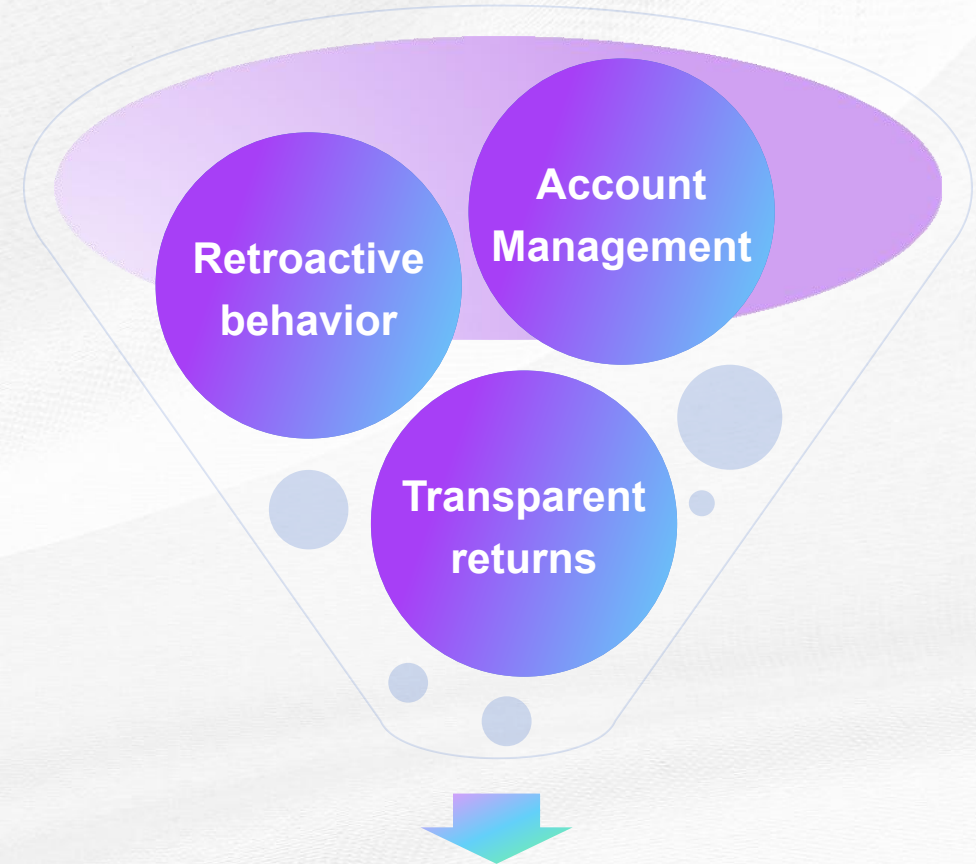 Account
Management
Retroactive
behavior
Transparent
returns